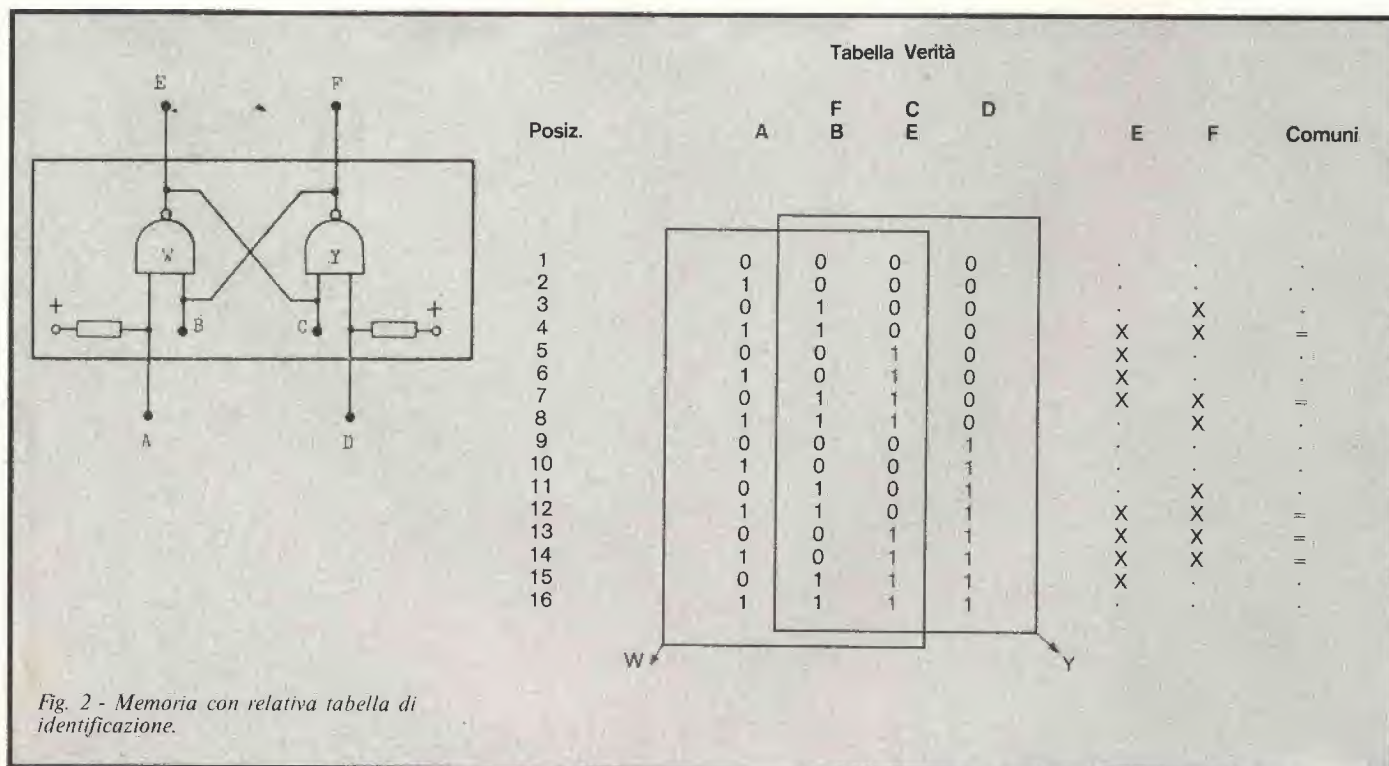 E F
W Y
+ +
B C
A D
Tabella Verità
F C D
Posiz. A B E E F Comuni
1 0 0 0 0 . . .
2 1 0 0 0 . . . .
3 0 1 0 0 . X .
4 1 1 0 0 X X =
5 0 0 1 0 X . .
6 1 0 1 0 X . .
7 0 1 1 0 X X =
8 1 1 1 0 . X .
9 0 0 0 1 . . .
10 1 0 0 1 . . .
11 0 1 0 1 . X .
12 1 1 0 1 X X =
13 0 0 1 1 X X =
14 1 0 1 1 X X =
15 0 1 1 1 X . .
16 1 1 1 1 . . .
W Y
Fig. 2 - Memoria con relativa tabella di
identificazione.